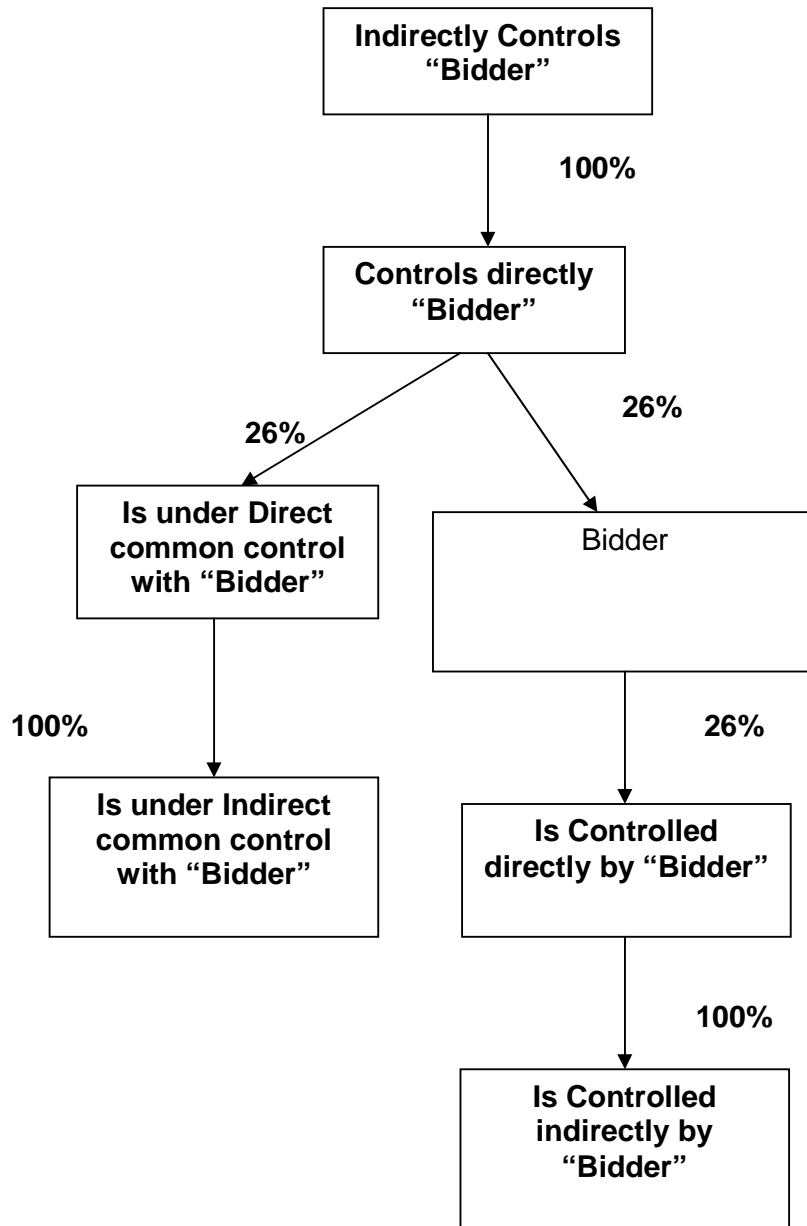 Indirectly Controls
“Bidder”
100%
Controls directly
“Bidder”
26%
26%
Is under Direct
common control
with “Bidder”
Bidder
100%
26%
Is under Indirect
common control
with “Bidder”
Is Controlled
directly by “Bidder”
100%
Is Controlled
indirectly by
“Bidder”